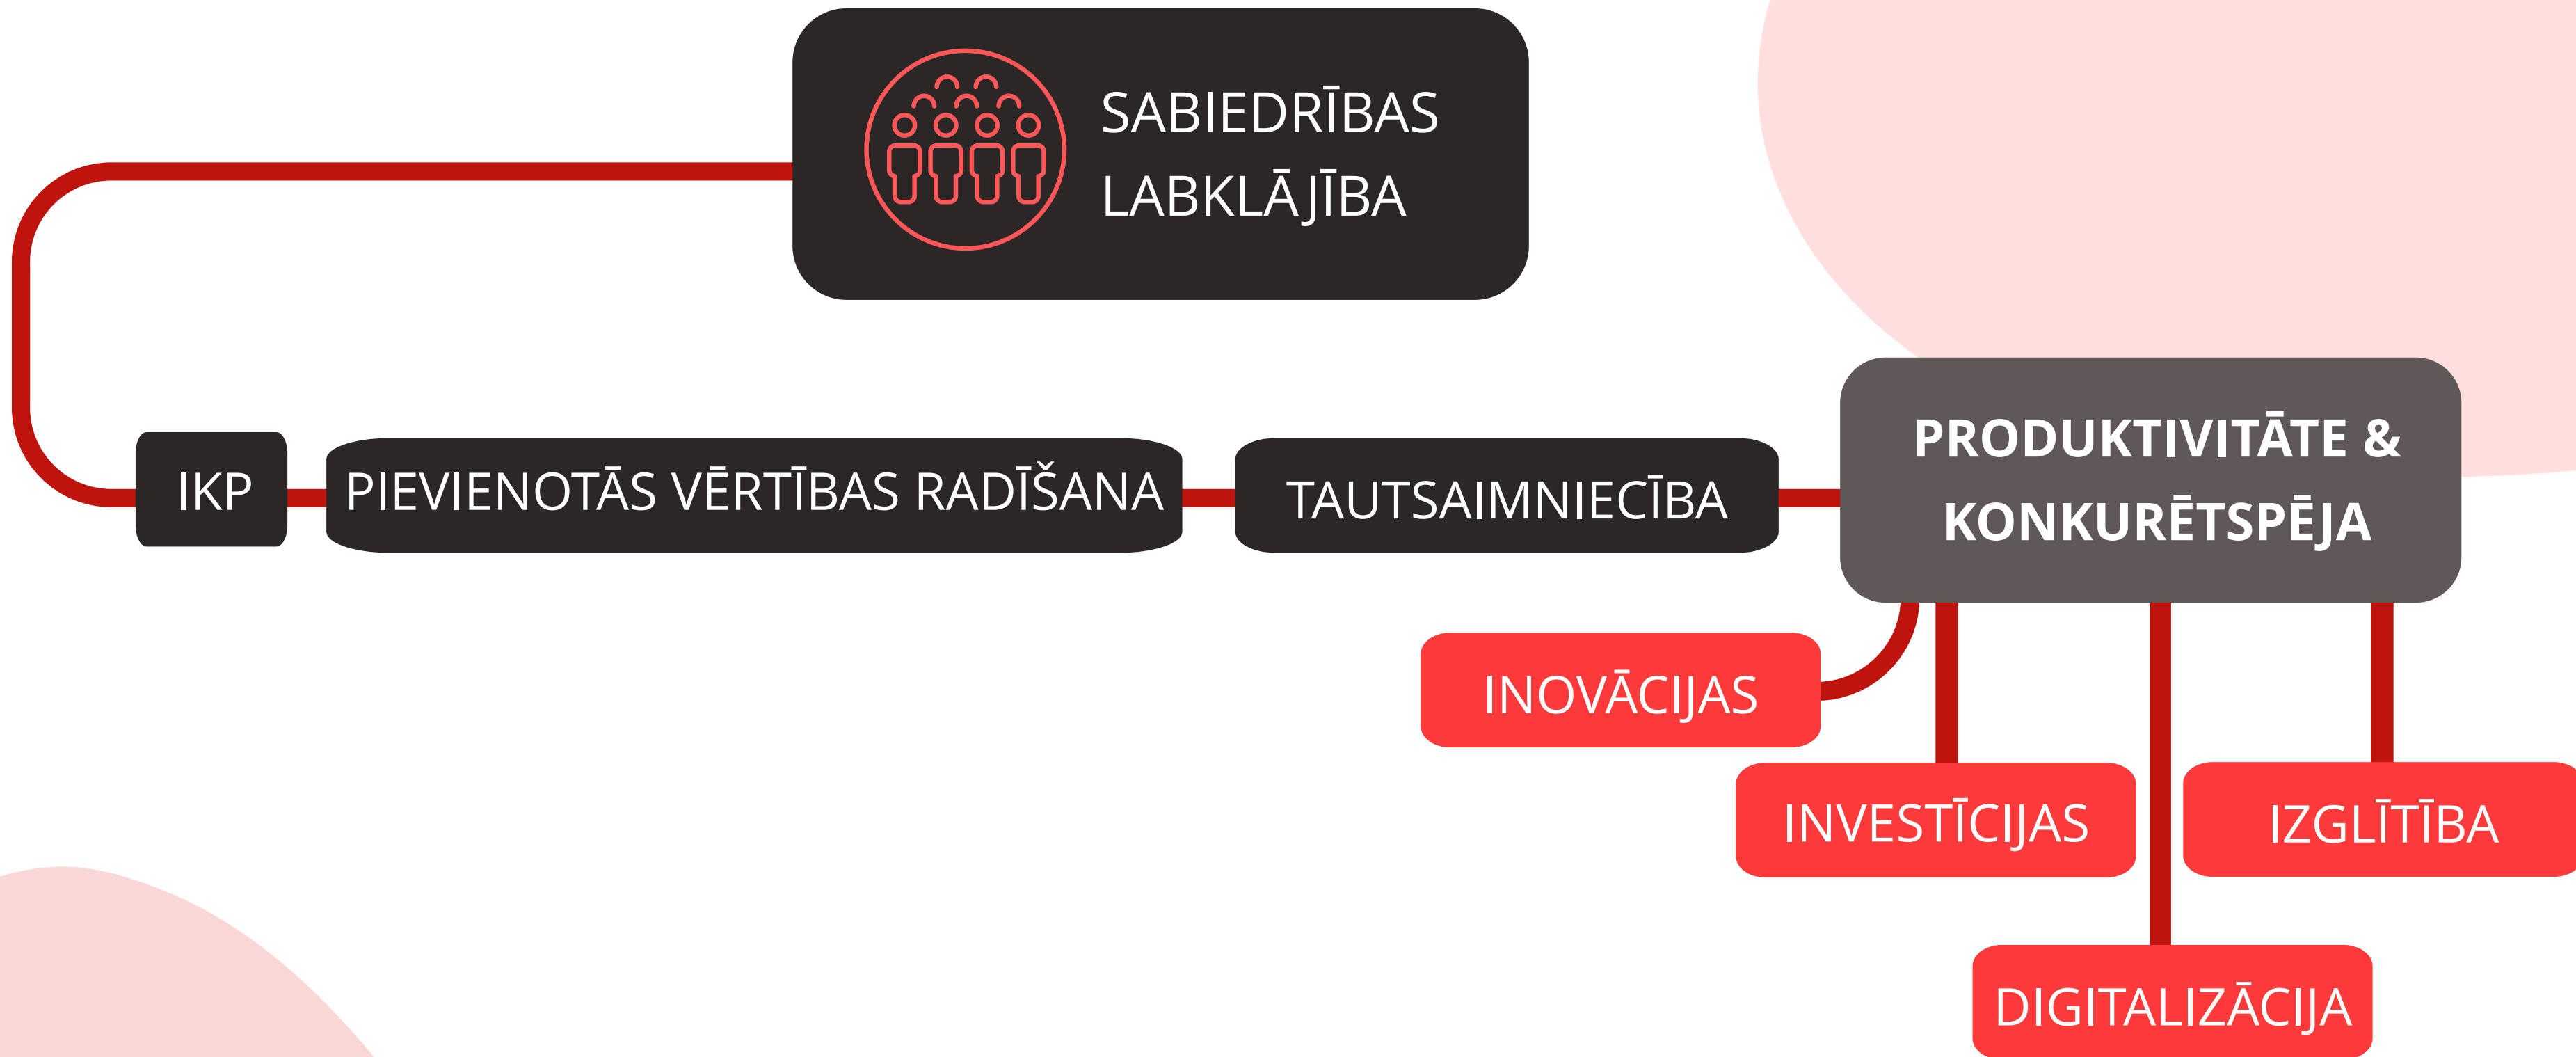 SABIEDRĪBAS
LABKLĀJĪBA
IKP
PIEVIENOTĀS VĒRTĪBAS RADĪŠANA
TAUTSAIMNIECĪBA
PRODUKTIVITĀTE &
KONKURĒTSPĒJA
INOVĀCIJAS
INVESTĪCIJAS
IZGLĪTĪBA
DIGITALIZĀCIJA